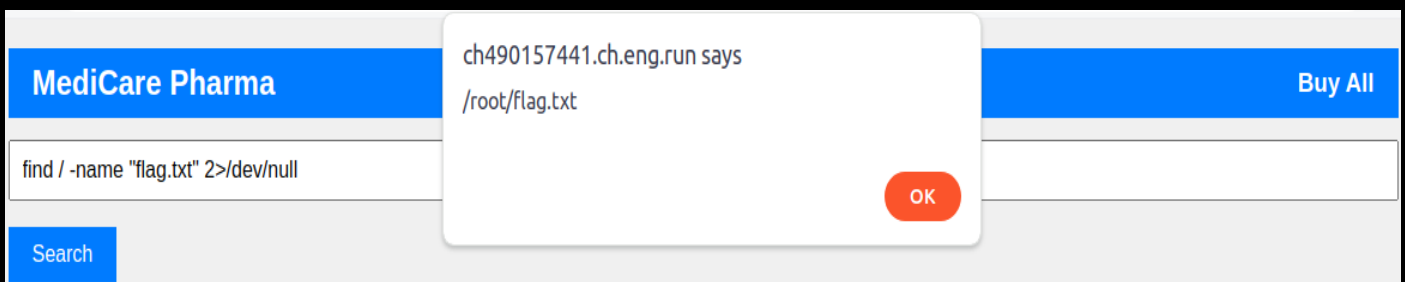 ch490157441.ch.eng.run says
/root/flag.txt
OK
MediCare Pharma
Buy All
find / -name "flag.txt" 2>/dev/null
Search